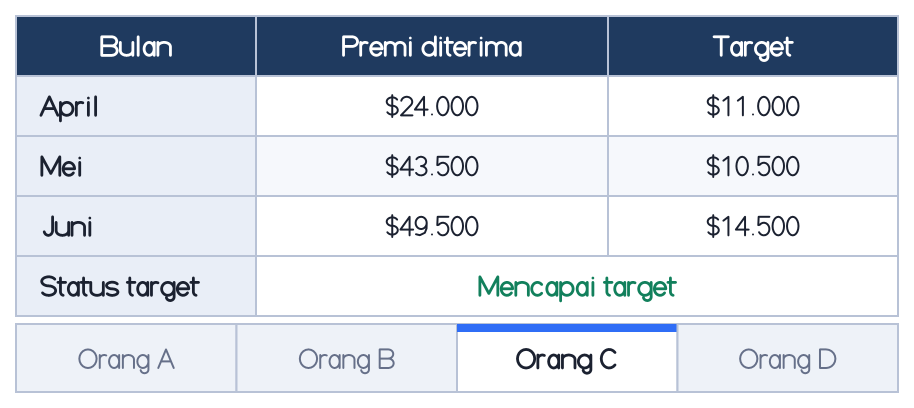 Bulan Premi diterima Target
April $24.000 $11.000
Mei $43.500 $10.500
Juni $49.500 $14.500
Status target Mencapai target
Orang A Orang B Orang C Orang D